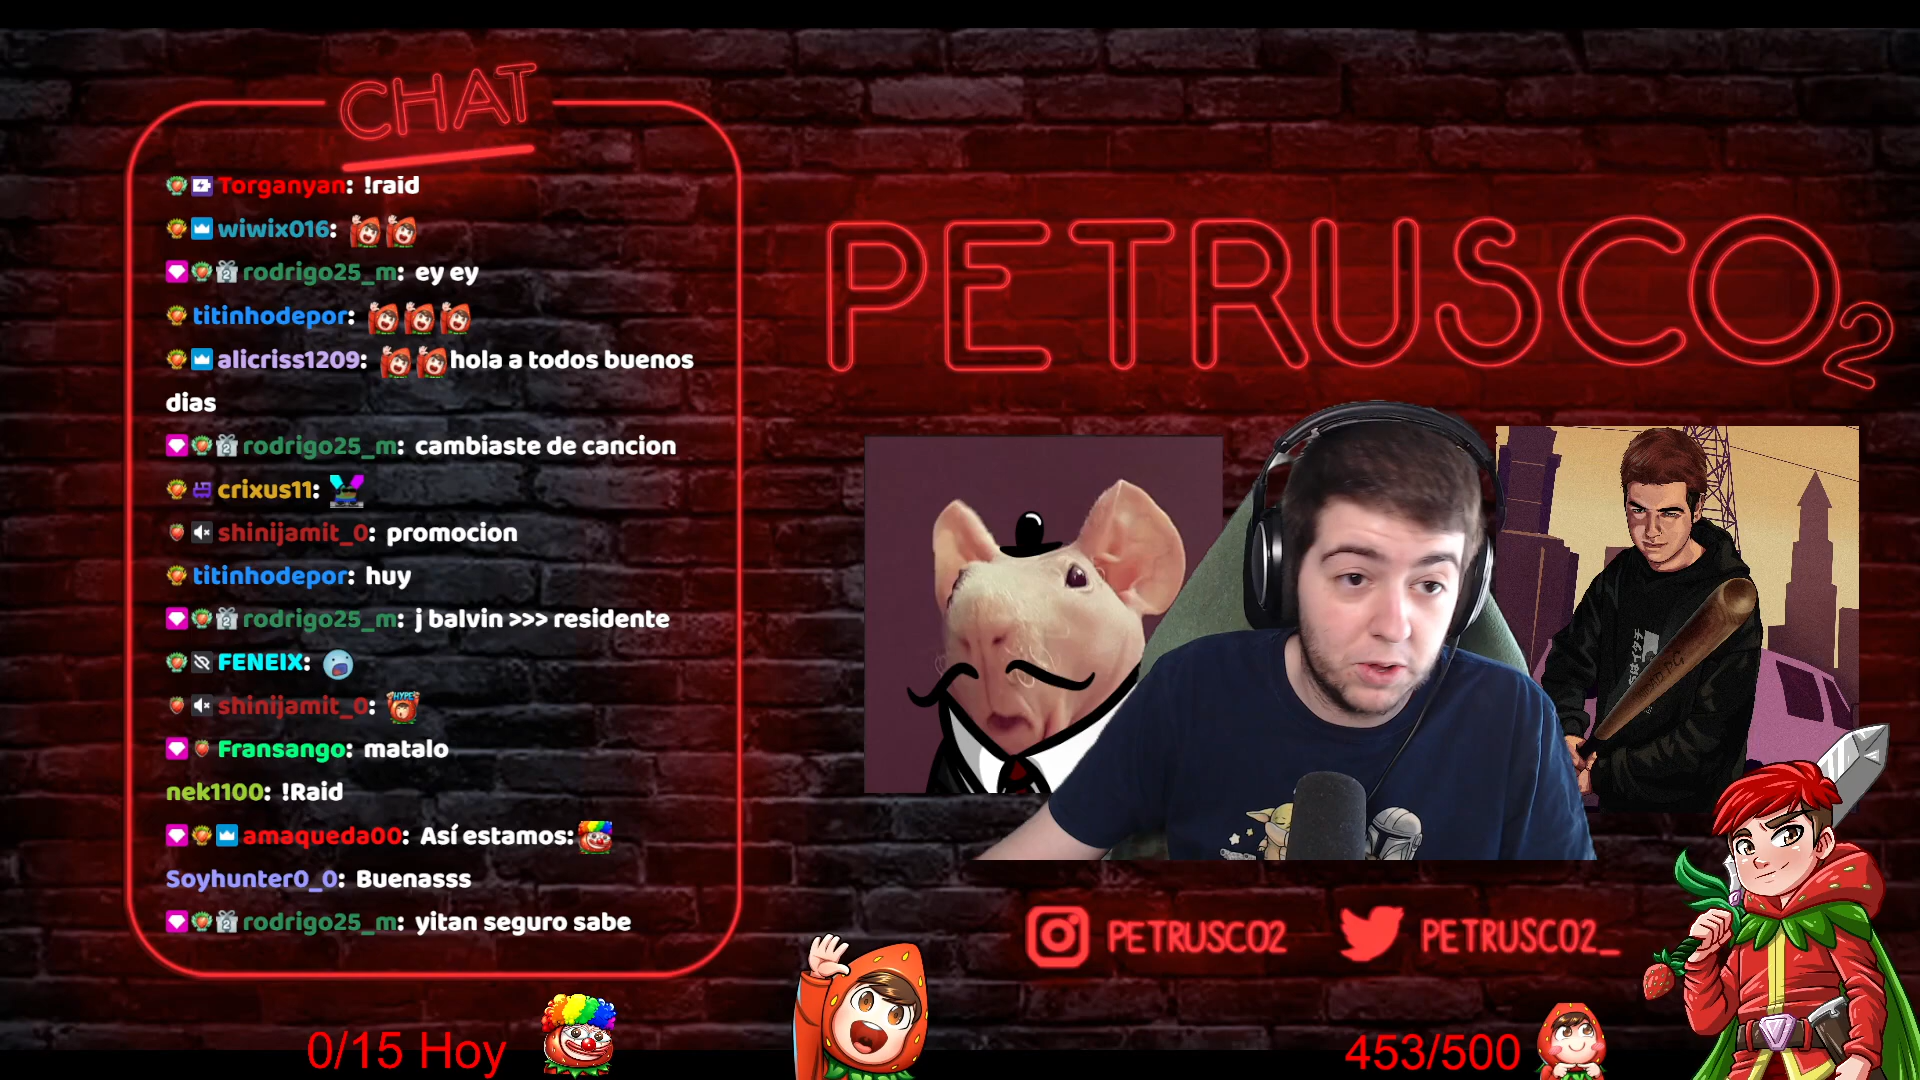 CHAT
Torganyan: !raid
wiwix016:
rodrigo25_m: ey ey
titinhodepor:
alicriss1209: hola a todos buenos
dias
rodrigo25_m: cambiaste de cancion
crixus11:
shinijamit_0: promocion
titinhodepor: huy
rodrigo25_m: j balvin >>> residente
FENEIX:
shinijamit_0:
HYPE
Fransango: matalo
nek1100: !Raid
amaqueda00: Así estamos:
Soyhunter0_0: Buenasss
rodrigo25_m: yitan seguro sabe
PETRUSCO2
PETRUSCO2
PETRUSCO2_
0/15 Hoy
453/500